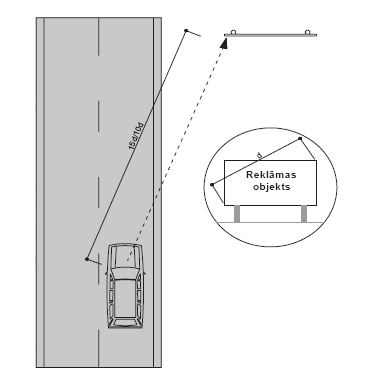 15d/10d
d
Reklāmas
objekts